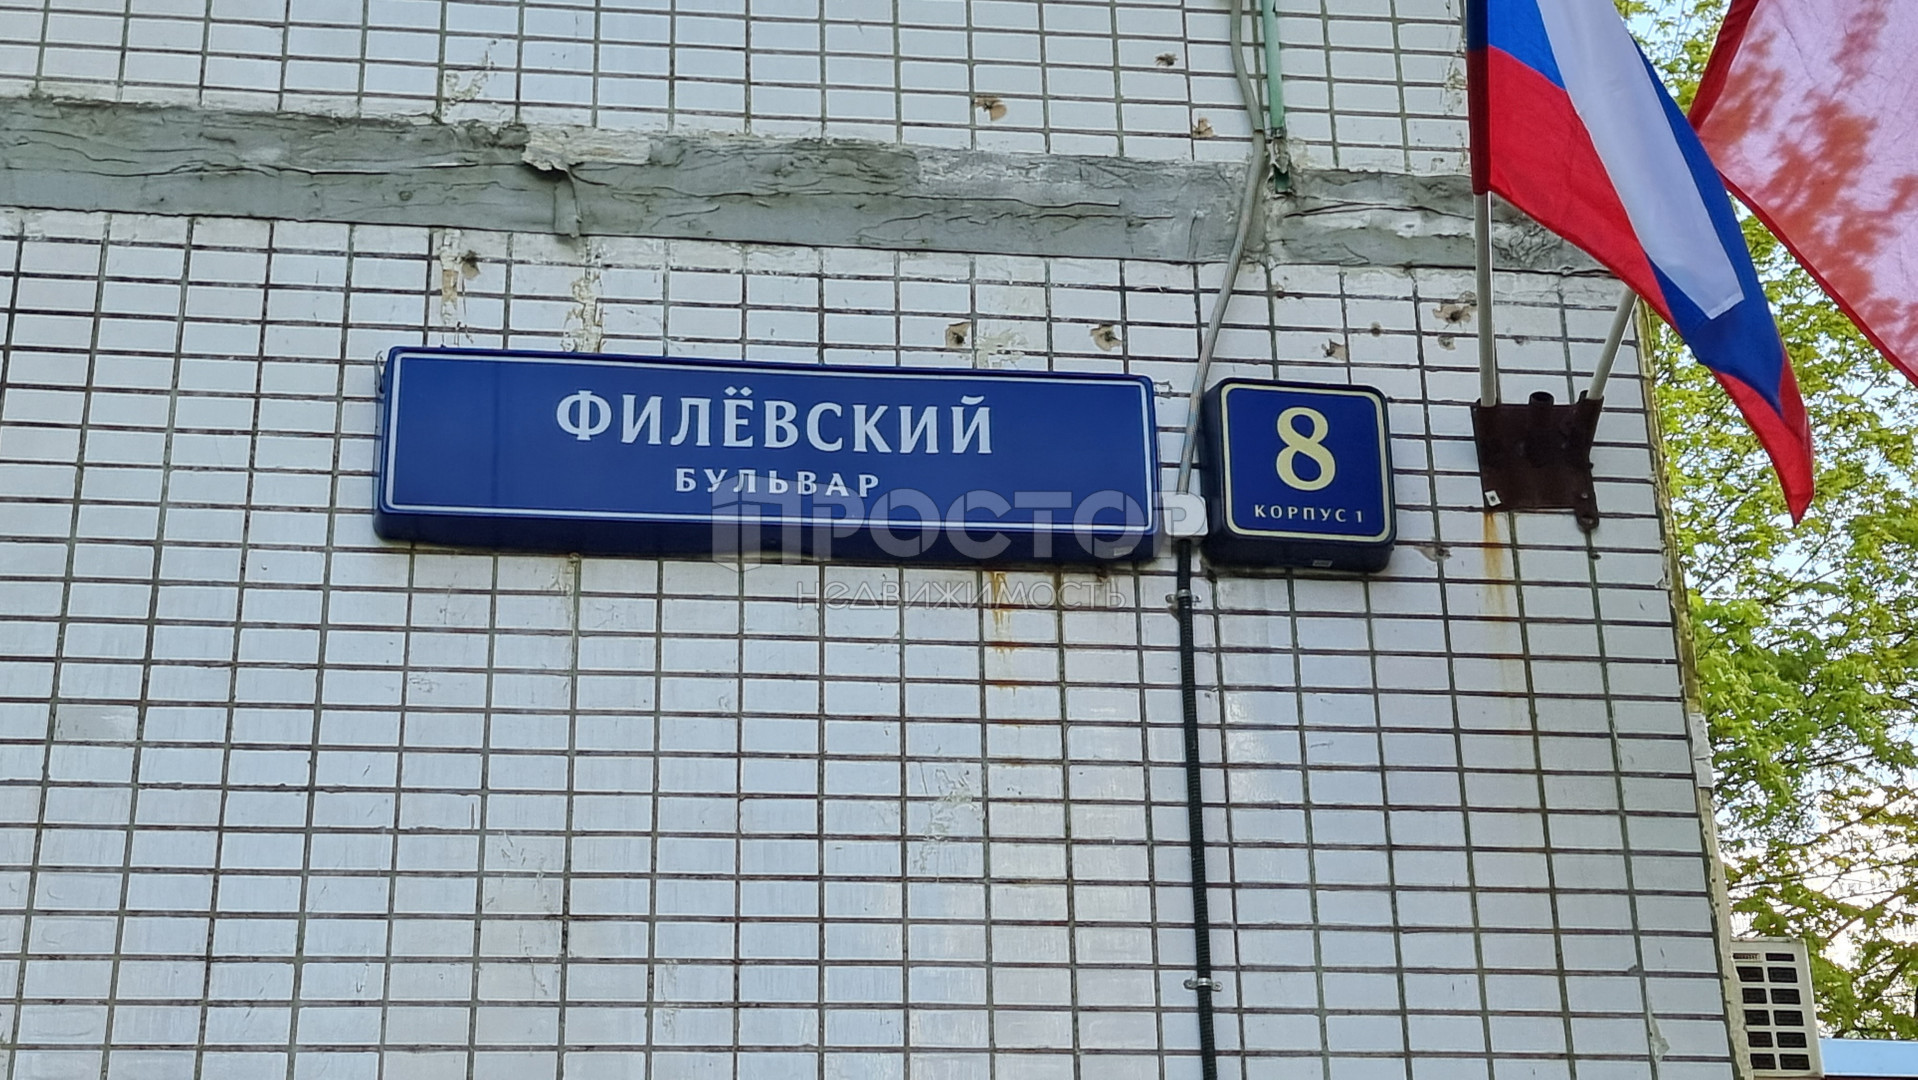 ФИЛЁВСКИЙ
БУЛЬВАР
8
КОРПУС 1
ПРОСТОР
НЕДВИЖИМОСТЬ